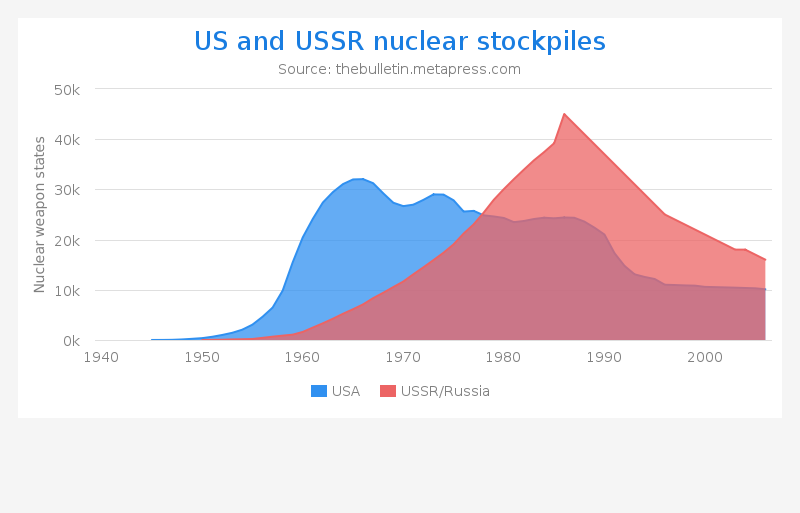 US and USSR nuclear stockpiles
Source: thebulletin.metapress.com
Nuclear weapon states
50k
40k
30k
20k
10k
0k
1940 1950 1960 1970 1980 1990 2000
USA USSR/Russia